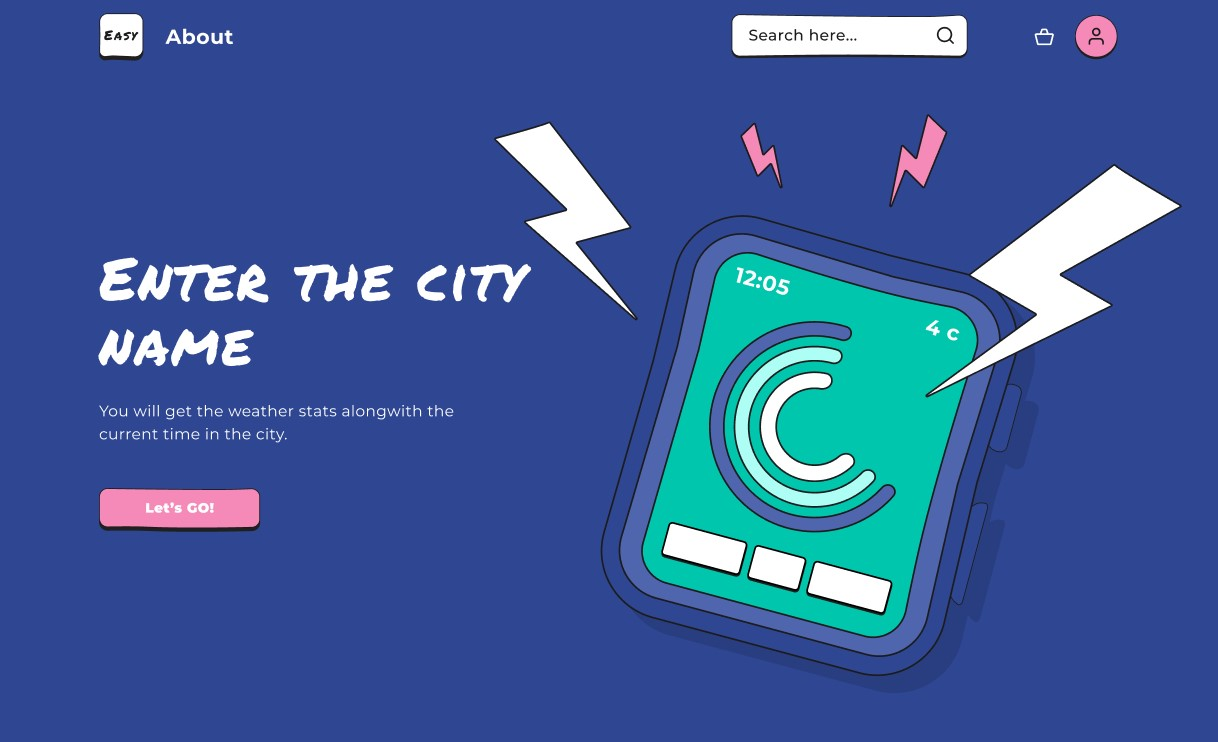 EASY
About
Search here...
ENTER THE CITY
NAME
You will get the weather stats alongwith the
current time in the city.
Let's GO!
12:05
4 c